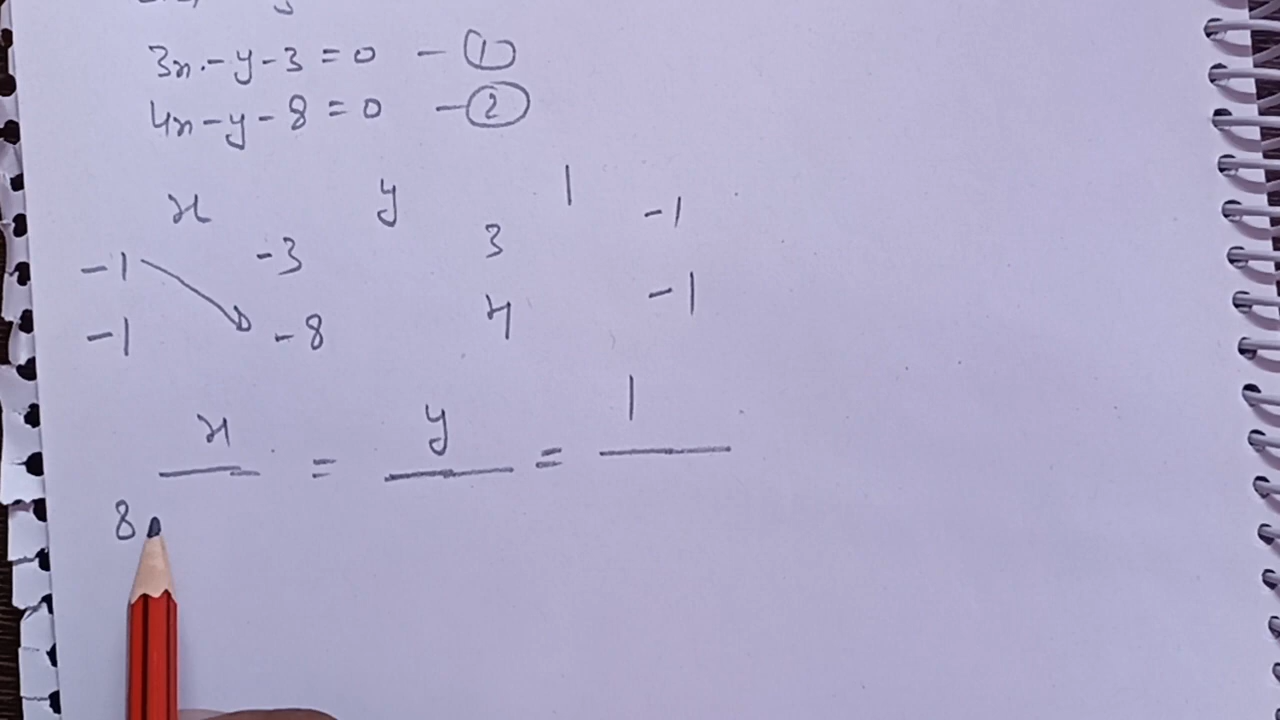 3x - y - 3 = 0 - ①
4x - y - 8 = 0 - ②
x y 1
-1 -3 3 -1
-1 -8 4 -1
x = y = 1
8